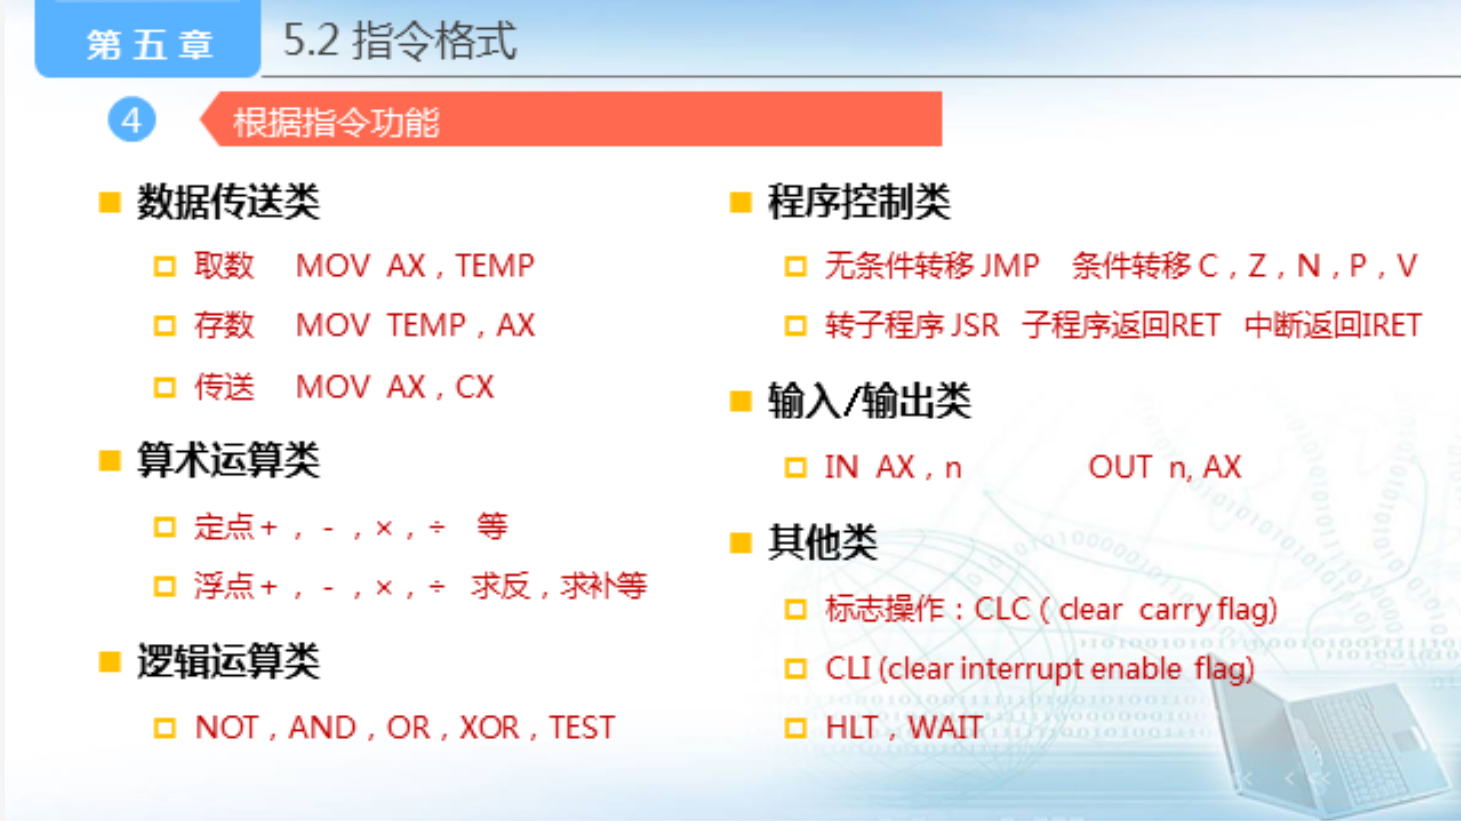 第五章
5.2 指令格式
4
根据指令功能
数据传送类
取数 MOV AX，TEMP
存数 MOV TEMP，AX
传送 MOV AX，CX
算术运算类
定点+，-，×，÷ 等
浮点+，-，×，÷ 求反，求补等
逻辑运算类
NOT，AND，OR，XOR，TEST
程序控制类
无条件转移 JMP 条件转移 C，Z，N，P，V
转子程序 JSR 子程序返回RET 中断返回IRET
输入/输出类
IN AX，n OUT n, AX
其他类
标志操作：CLC ( clear carry flag)
CLI (clear interrupt enable flag)
HLT，WAIT